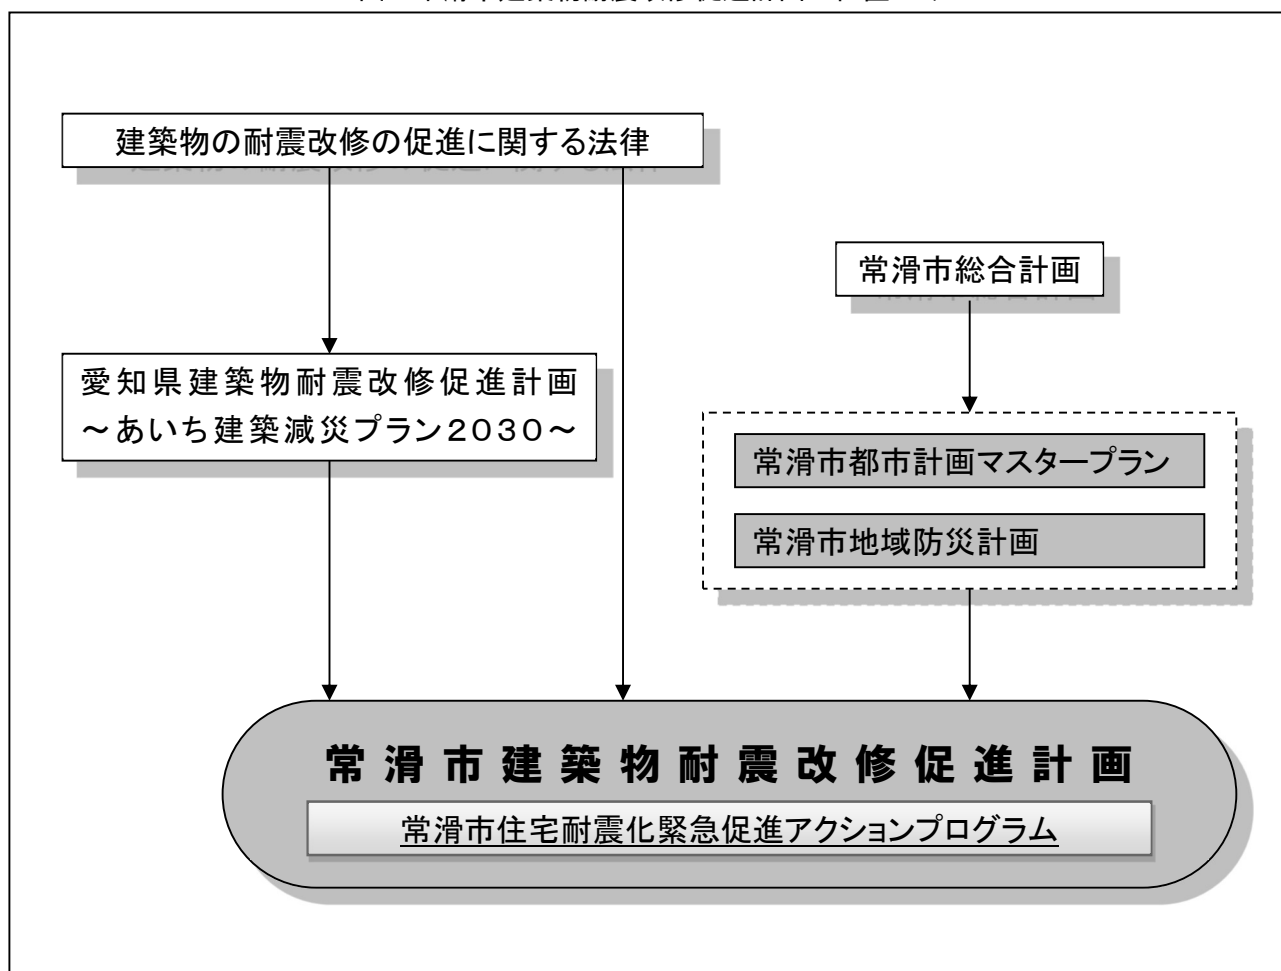 建築物の耐震改修の促進に関する法律
常滑市総合計画
愛知県建築物耐震改修促進計画
～あいち建築減災プラン2030～
常滑市都市計画マスタープラン
常滑市地域防災計画
常滑市建築物耐震改修促進計画
常滑市住宅耐震化緊急促進アクションプログラム